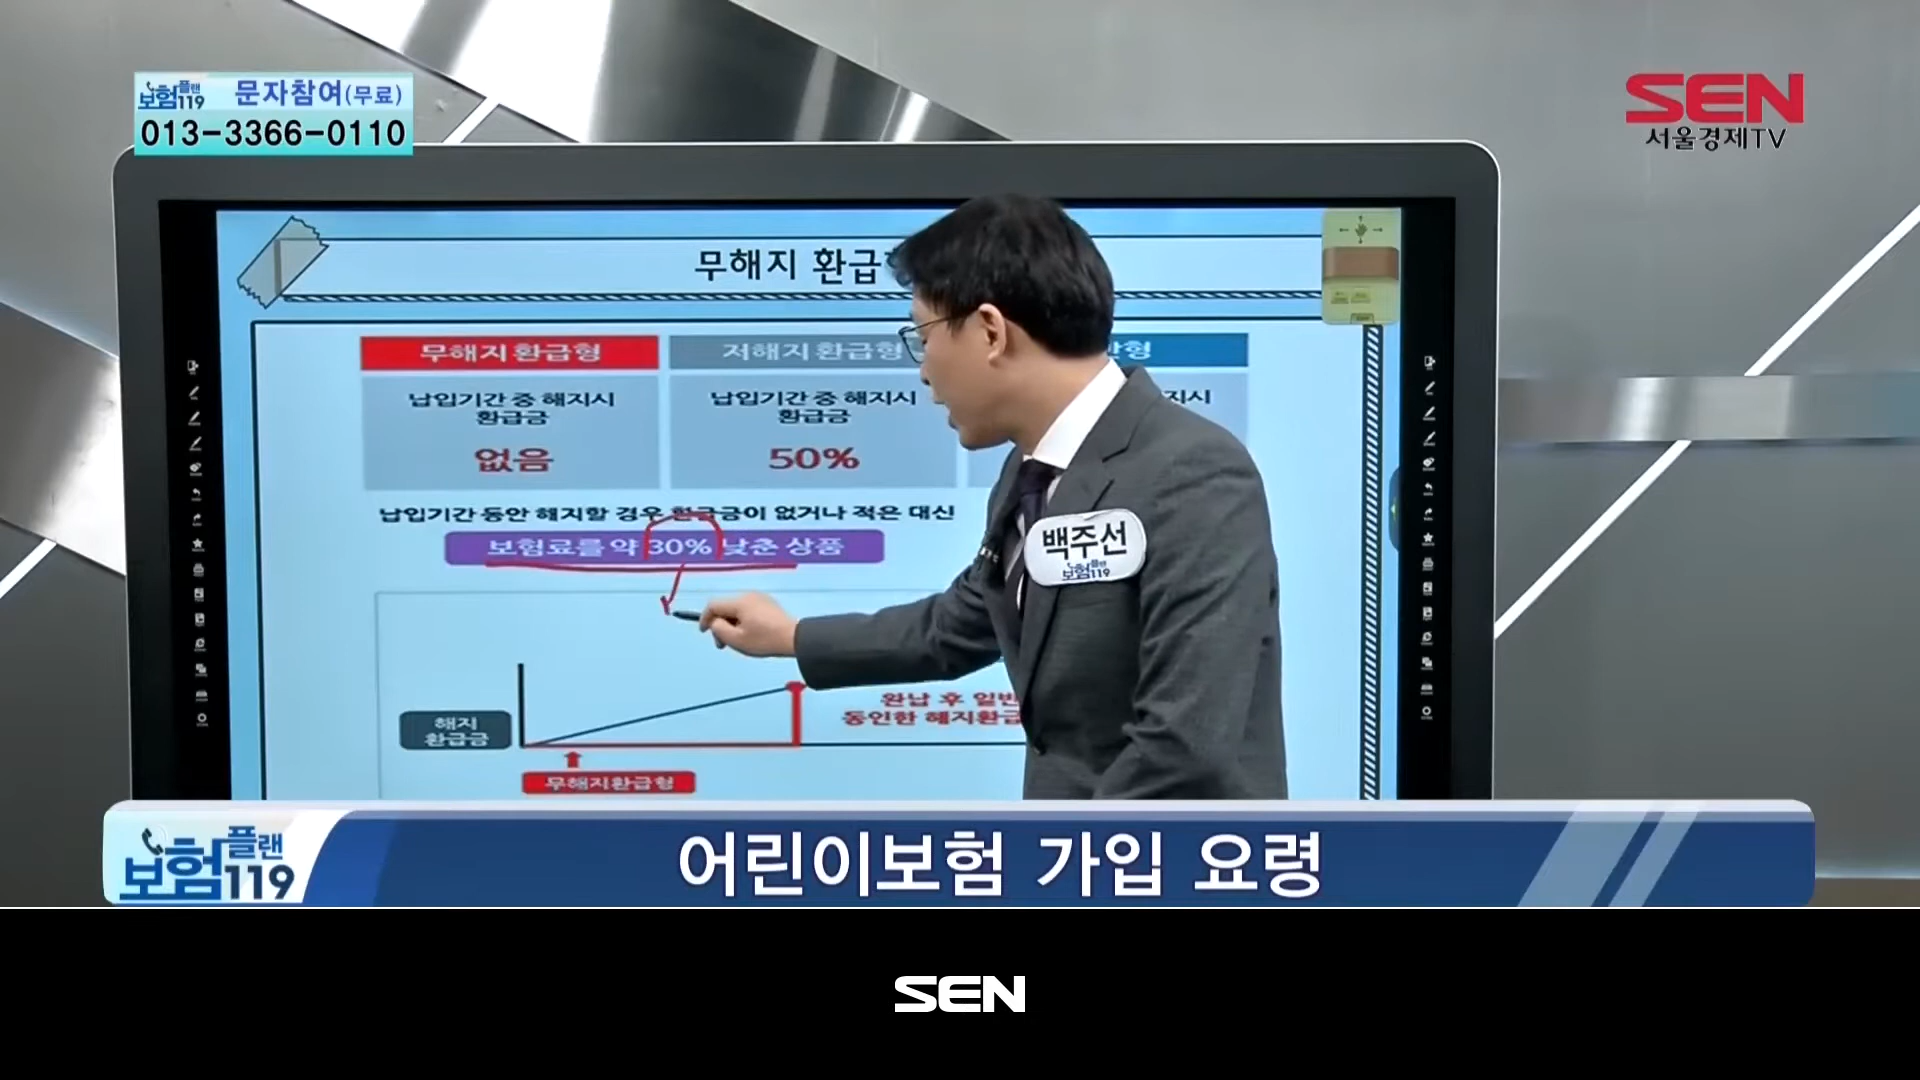 보험플랜119 문자참여(무료)
013-3366-0110
SEN
서울경제TV
무해지 환급
무해지 환급형
저해지 환급형
반형
납입기간 중 해지시
환급금
없음
납입기간 중 해지시
환급금
50%
지시
납입기간 동안 해지할 경우 환급금이 없거나 적은 대신
보험료를 약 30% 낮춘 상품
백주선
보험플랜119
완납 후 일반
동인한 해지환급
해지
환급금
무해지환급형
보험플랜119
어린이보험 가입 요령
SEN